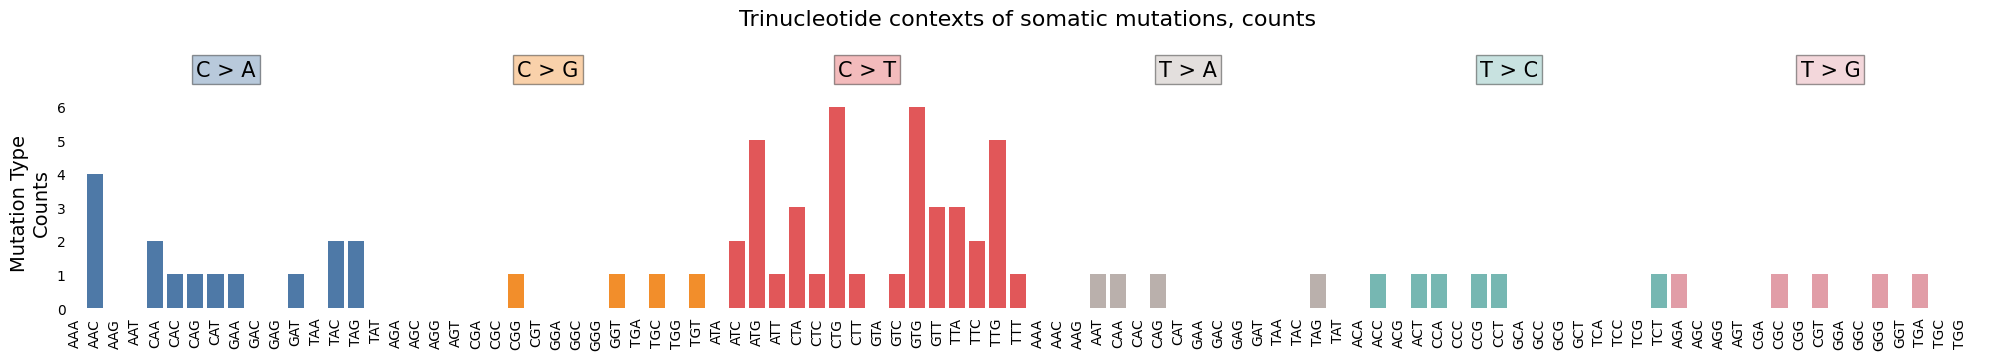 Trinucleotide contexts of somatic mutations, counts
C > A C > G C > T T > A T > C T > G
Mutation Type
Counts
6
5
4
3
2
1
0
AAA AAC AAG AAT CAA CAC CAG CAT GAA GAC GAG GAT TAA TAC TAG TAT AGA AGC AGG AGT CGA CGC CGG CGT GGA GGC GGG GGT TGA TGC TGG TGT ATA ATC ATG ATT CTA CTC CTG CTT GTA GTC GTG GTT TTA TTC TTG TTT AAA AAC AAG AAT CAA CAC CAG CAT GAA GAC GAG GAT TAA TAC TAG TAT ACA ACC ACG ACT CCA CCC CCG CCT GCA GCC GCG GCT TCA TCC TCG TCT AGA AGC AGG AGT CGA CGC CGG CGT GGA GGC GGG GGT TGA TGC TGG